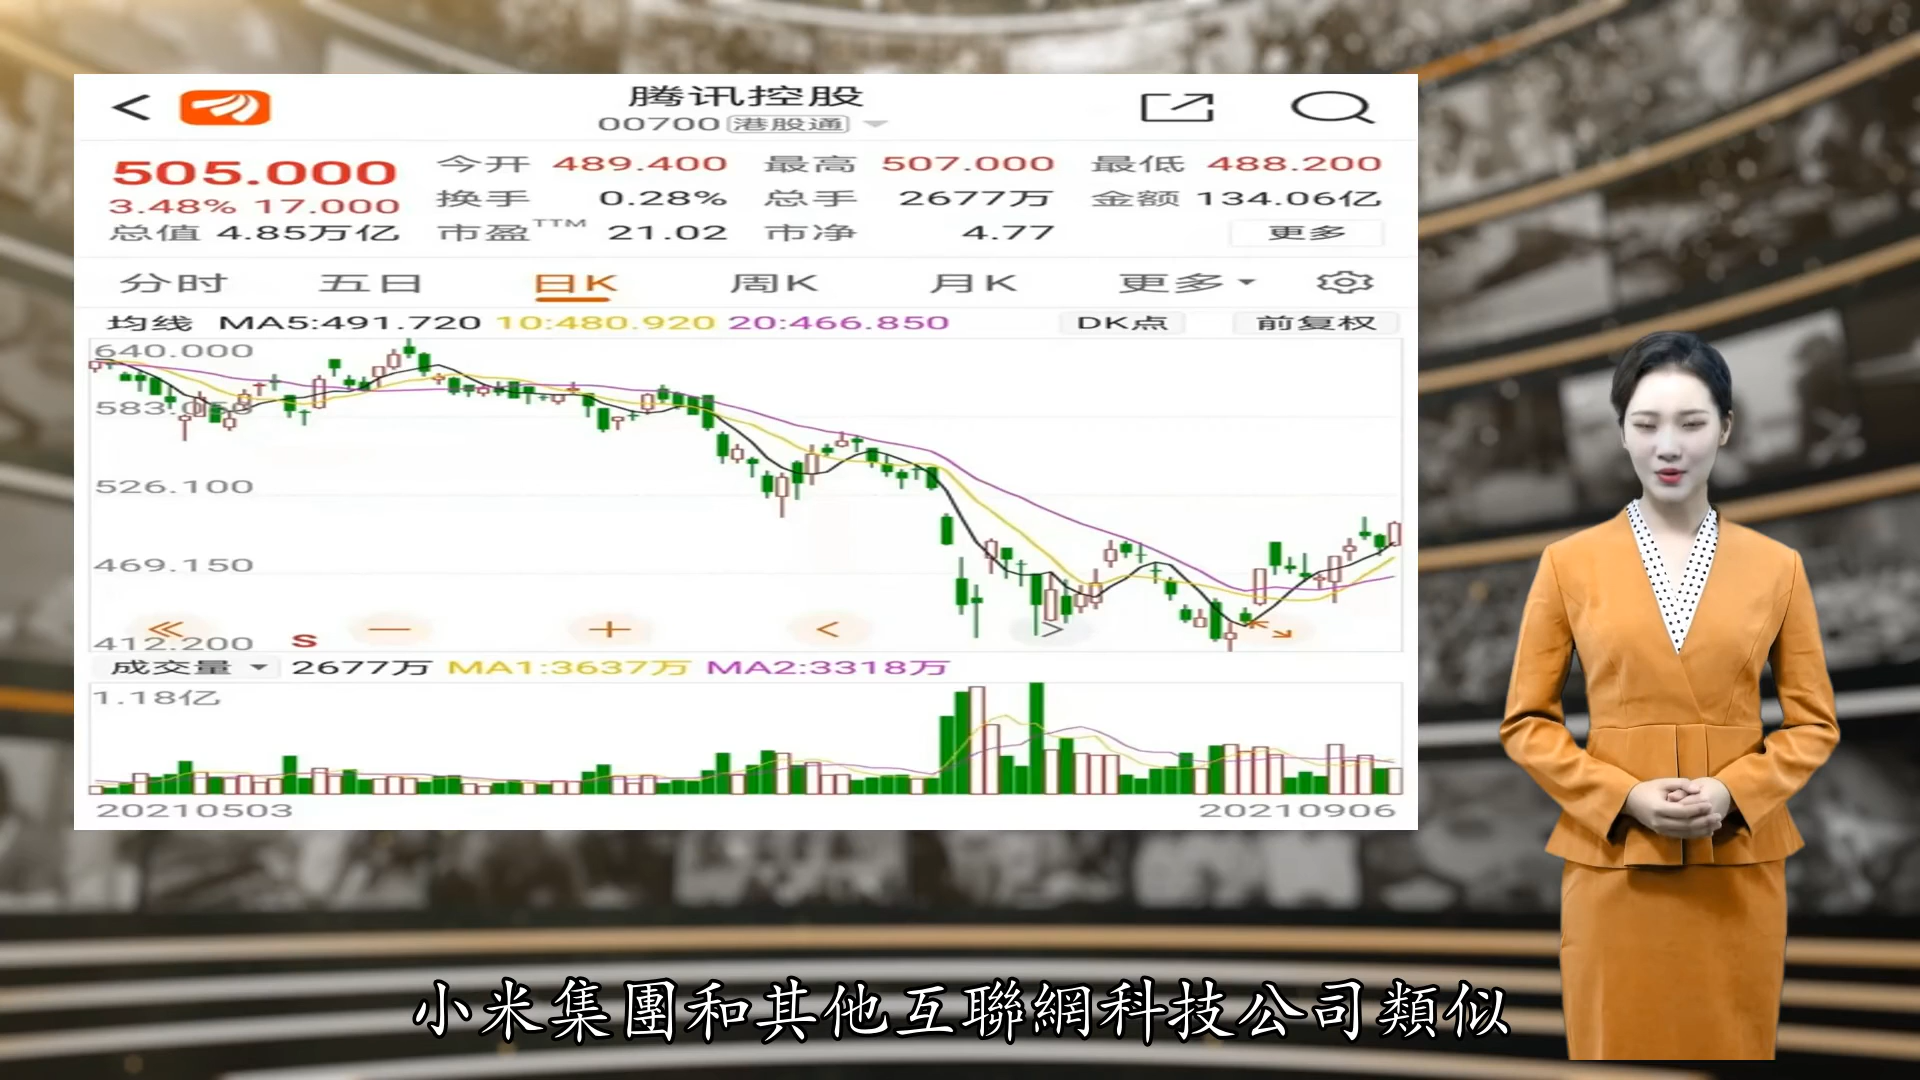 腾讯控股
00700 港股通
505.000 今开 489.400 最高 507.000 最低 488.200
3.48% 17.000 换手 0.28% 总手 2677万 金额 134.06亿
总值 4.85万亿 市盈TTM 21.02 市净 4.77 更多
分时 五日 日K 周K 月K 更多
均线 MA5:491.720 10:480.920 20:466.850 DK点 前复权
640.000
583.050
526.100
469.150
412.200 S
成交量 2677万 MA1:3637万 MA2:3318万
1.18亿
20210503 20210906
小米集團和其他互聯網科技公司類似